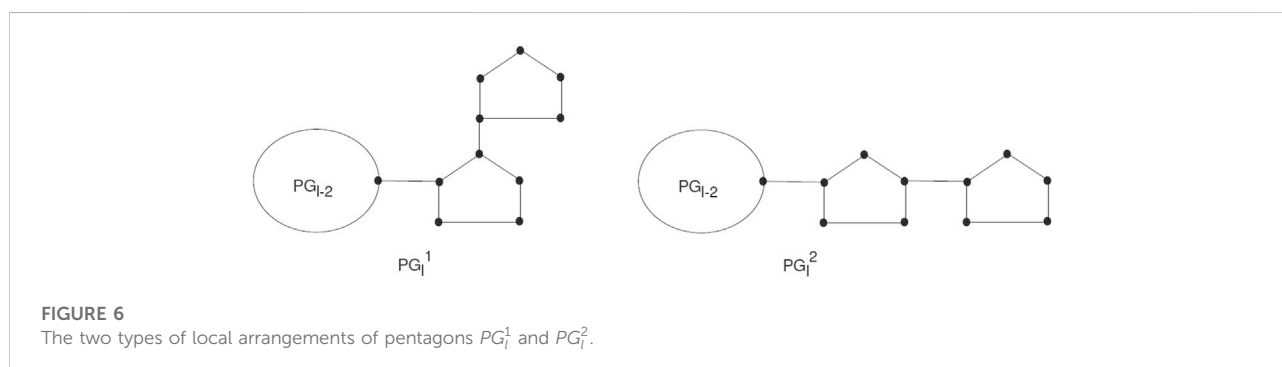 PG_{l-2}
PG_l^1
PG_{l-2}
PG_l^2
FIGURE 6
The two types of local arrangements of pentagons PG_l^1 and PG_l^2.